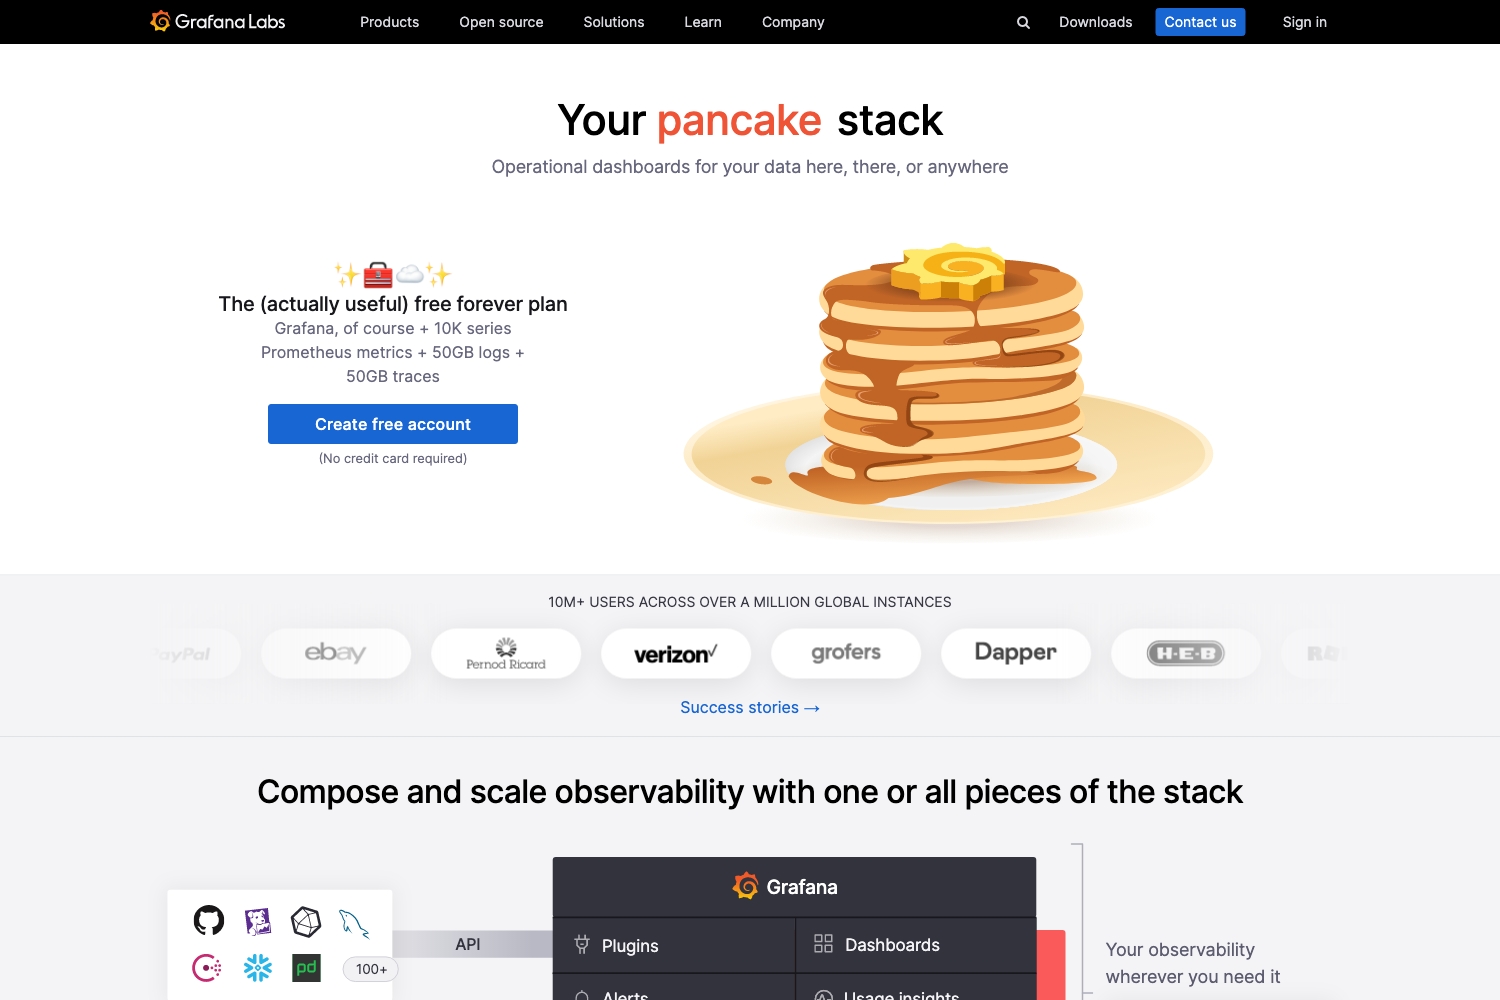 Grafana Labs
Products
Open source
Solutions
Learn
Company
Downloads
Contact us
Sign in
Your pancake stack
Operational dashboards for your data here, there, or anywhere
The (actually useful) free forever plan
Grafana, of course + 10K series
Prometheus metrics + 50GB logs +
50GB traces
Create free account
(No credit card required)
10M+ USERS ACROSS OVER A MILLION GLOBAL INSTANCES
PayPal
ebay
Pernod Ricard
verizon✓
grofers
Dapper
H-E-B
Success stories →
Compose and scale observability with one or all pieces of the stack
Grafana
API
Plugins
Dashboards
pd
100+
Alerts
Usage insights
Your observability
wherever you need it